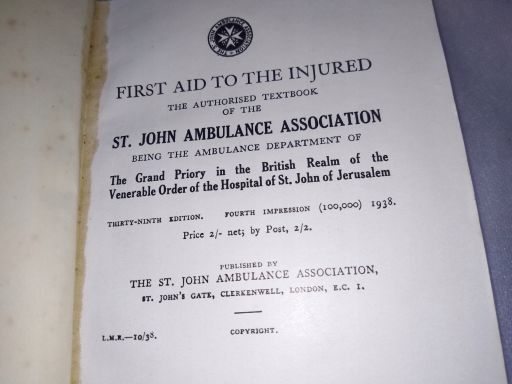 FIRST AID TO THE INJURED
THE AUTHORISED TEXTBOOK
OF THE
ST. JOHN AMBULANCE ASSOCIATION
BEING THE AMBULANCE DEPARTMENT OF
The Grand Priory in the British Realm of the
Venerable Order of the Hospital of St. John of Jerusalem
THIRTY-NINTH EDITION. FOURTH IMPRESSION (100,000) 1938.
Price 2/- net; by Post, 2/2.
PUBLISHED BY
THE ST. JOHN AMBULANCE ASSOCIATION,
ST. JOHN'S GATE, CLERKENWELL, LONDON, E.C. 1.
L.M.R.—10/38. COPYRIGHT.